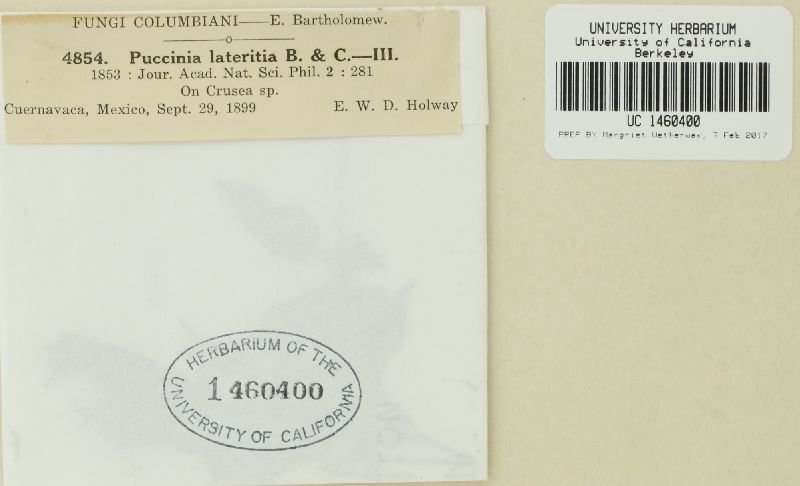 FUNGI COLUMBIANI—E. Bartholomew.
4854. Puccinia lateritia B. & C.—III.
1853 : Jour. Acad. Nat. Sci. Phil. 2 : 281
On Crusea sp.
Cuernavaca, Mexico, Sept. 29, 1899 E. W. D. Holway
UNIVERSITY HERBARIUM
University of California
Berkeley
UC 1460400
PREP BY Margriet Wetherwax, 7 Feb 2017
HERBARIUM OF THE
1460400
UNIVERSITY OF CALIFORNIA